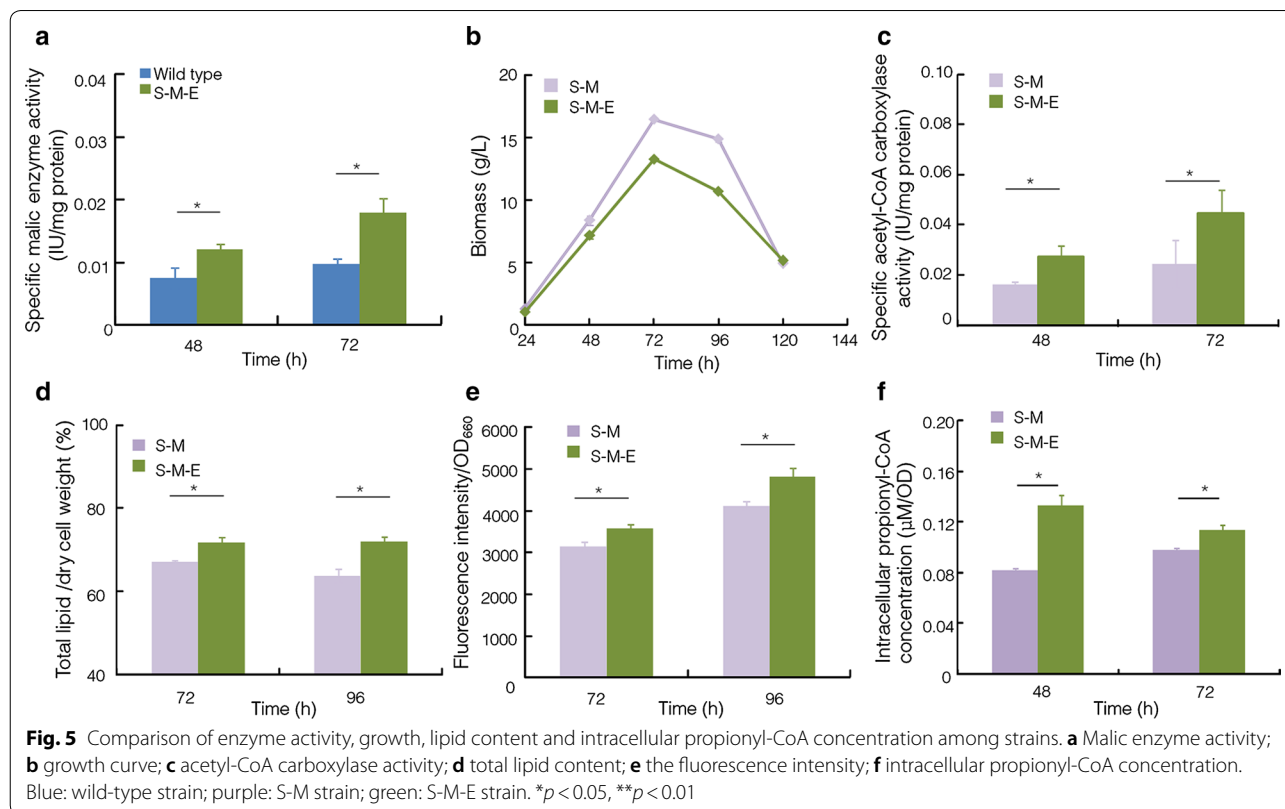 a
Wild type
S-M-E
Specific malic enzyme activity
(IU/mg protein)
0.04
0.03
0.02
0.01
0
*
*
48
72
Time (h)
b
S-M
S-M-E
Biomass (g/L)
20
15
10
5
0
24
48
72
96
120
144
Time (h)
c
S-M
S-M-E
Specific acetyl-CoA carboxylase
activity (IU/mg protein)
0.10
0.08
0.06
0.04
0.02
0
*
*
48
72
Time (h)
d
S-M
S-M-E
Total lipid /dry cell weight (%)
100
80
60
40
*
*
72
96
Time (h)
e
S-M
S-M-E
Fluorescence intensity/OD660
6000
5000
4000
3000
2000
1000
0
*
*
72
96
Time (h)
f
S-M
S-M-E
Intracellular propionyl-CoA
concentration (µM/OD)
0.20
0.16
0.12
0.08
0.04
0
*
*
48
72
Time (h)
Fig. 5 Comparison of enzyme activity, growth, lipid content and intracellular propionyl-CoA concentration among strains. a Malic enzyme activity;
b growth curve; c acetyl-CoA carboxylase activity; d total lipid content; e the fluorescence intensity; f intracellular propionyl-CoA concentration.
Blue: wild-type strain; purple: S-M strain; green: S-M-E strain. *p < 0.05, **p < 0.01